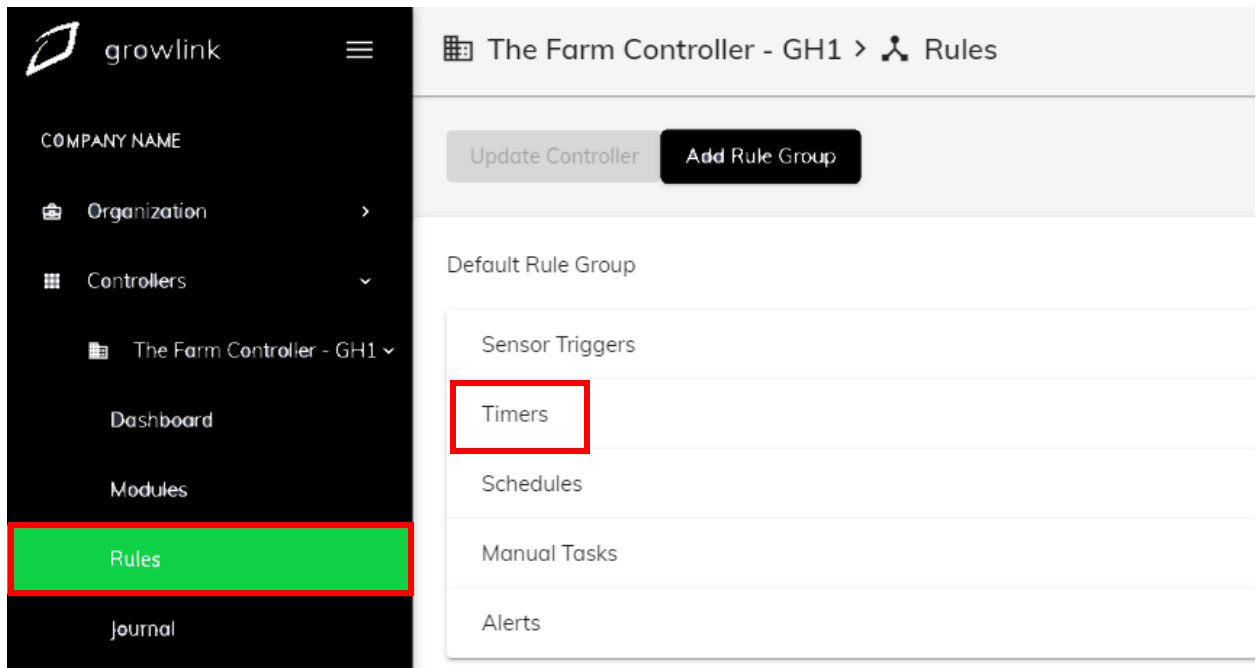 growlink
COMPANY NAME
Organization
Controllers
The Farm Controller - GH1
Dashboard
Modules
Rules
Journal
The Farm Controller - GH1 > Rules
Update Controller
Add Rule Group
Default Rule Group
Sensor Triggers
Timers
Schedules
Manual Tasks
Alerts